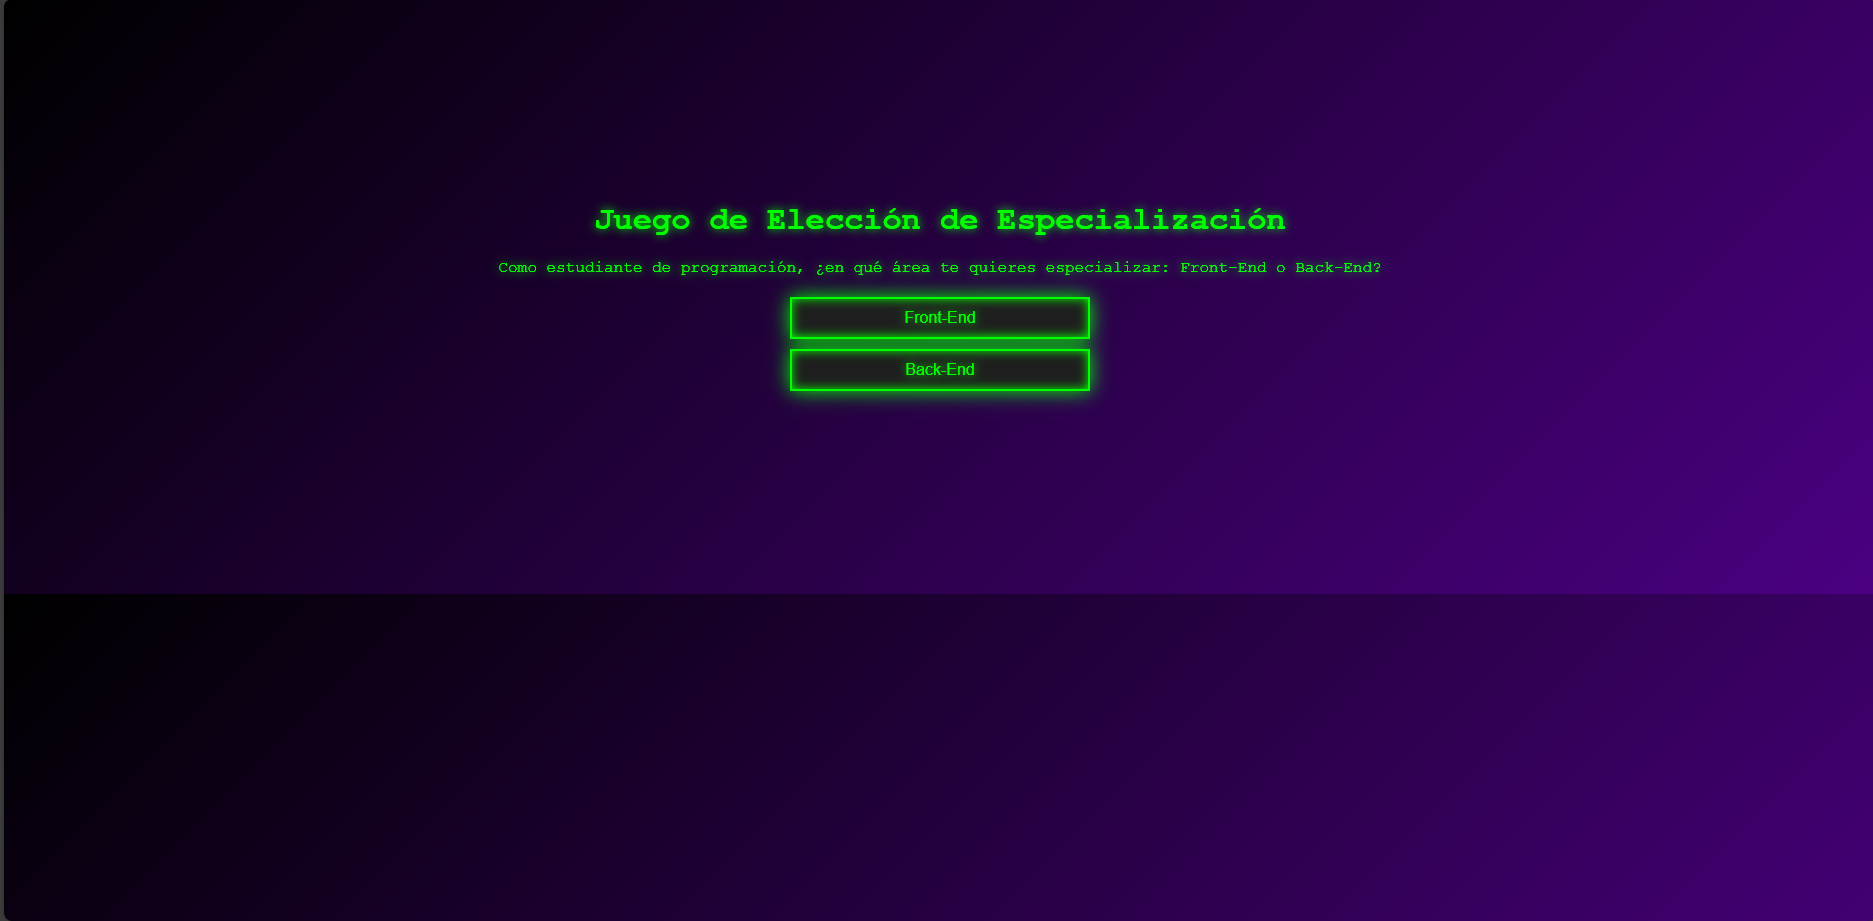 Juego de Elección de Especialización
Como estudiante de programación, ¿en qué área te quieres especializar: Front-End o Back-End?
Front-End
Back-End